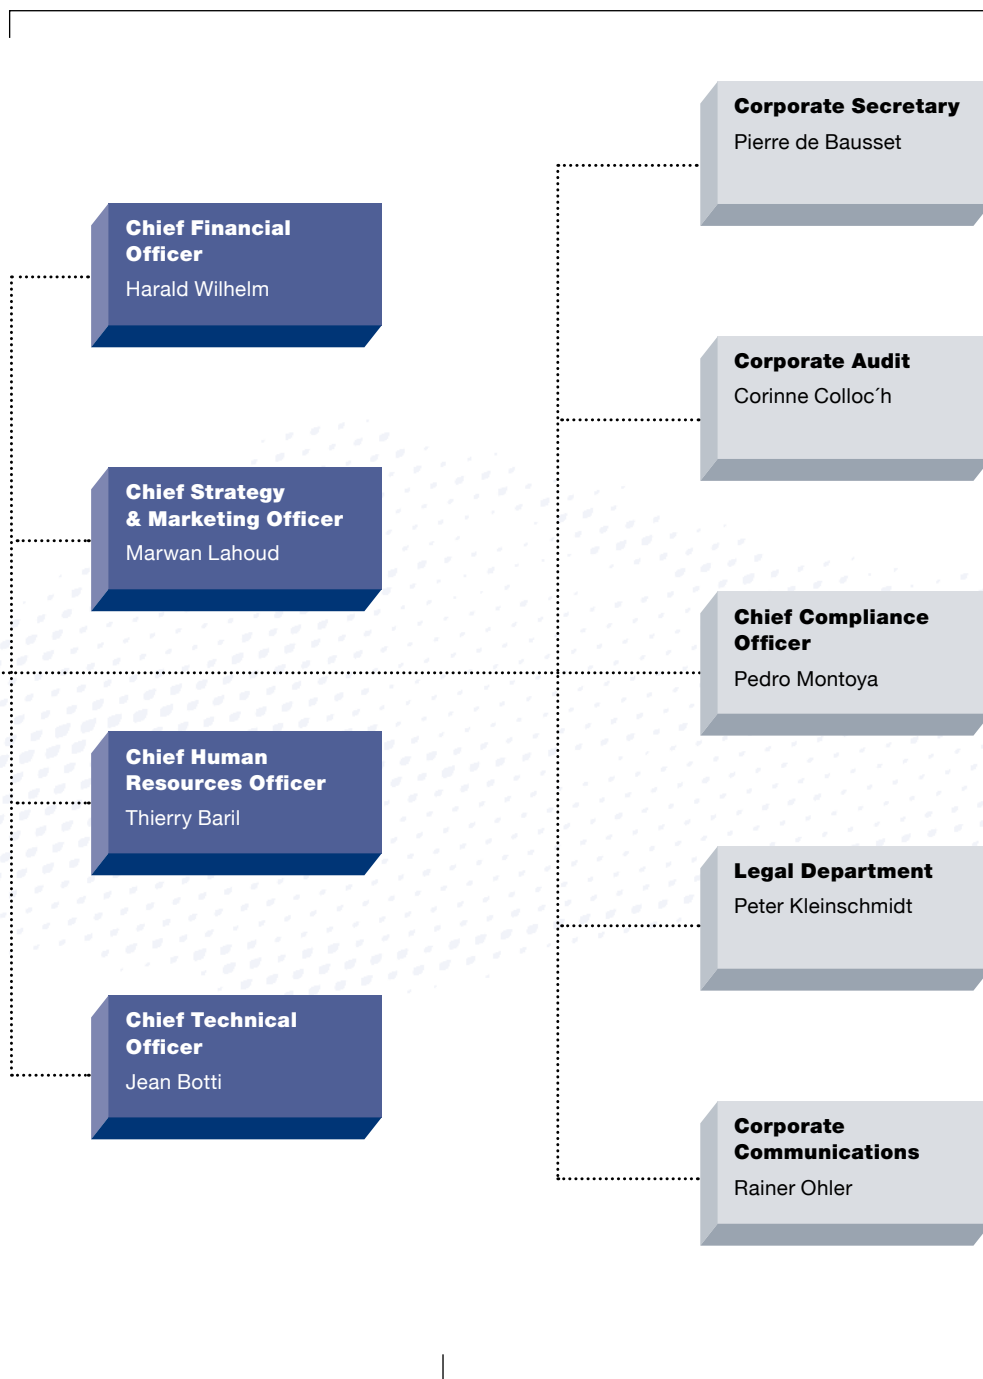 Chief Financial
Officer
Harald Wilhelm
Chief Strategy
& Marketing Officer
Marwan Lahoud
Chief Human
Resources Officer
Thierry Baril
Chief Technical
Officer
Jean Botti
Corporate Secretary
Pierre de Bausset
Corporate Audit
Corinne Colloc´h
Chief Compliance
Officer
Pedro Montoya
Legal Department
Peter Kleinschmidt
Corporate
Communications
Rainer Ohler